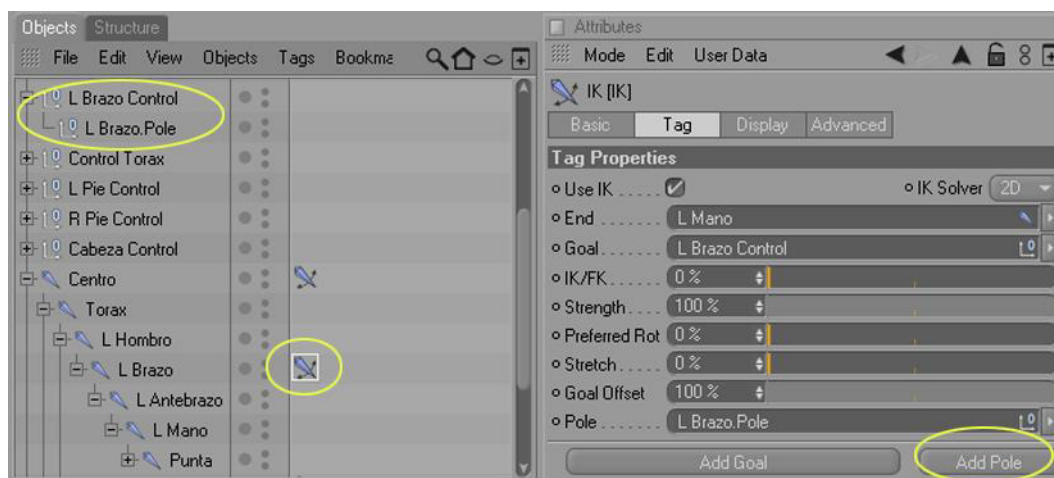 Objects Structure
File Edit View Objects Tags Bookma
L Brazo Control
L Brazo.Pole
Control Torax
L Pie Control
R Pie Control
Cabeza Control
Centro
Torax
L Hombro
L Brazo
L Antebrazo
L Mano
Punta
Attributes
Mode Edit User Data
IK [IK]
Basic Tag Display Advanced
Tag Properties
Use IK ..... IK Solver 2D
End ....... L Mano
Goal ....... L Brazo Control
IK/FK ..... 0 %
Strength .... 100 %
Preferred Rot 0 %
Stretch ..... 0 %
Goal Offset 100 %
Pole ....... L Brazo.Pole
Add Goal Add Pole